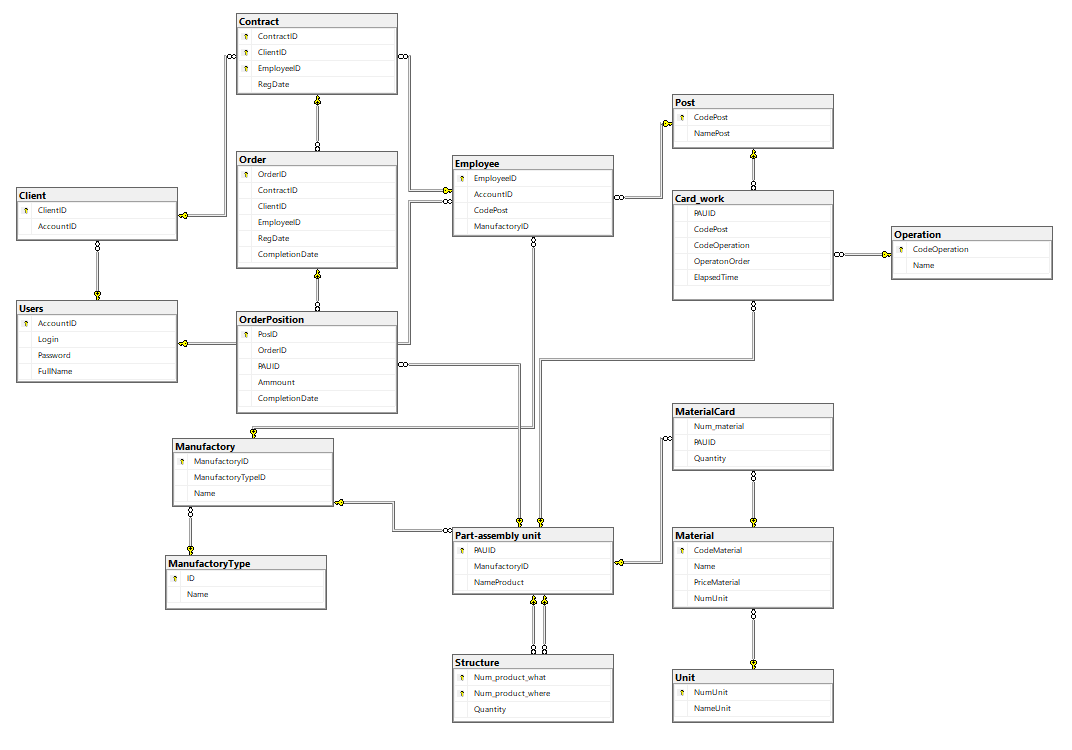 Contract
ContractID
ClientID
EmployeeID
RegDate
Post
CodePost
NamePost
Order
OrderID
ContractID
ClientID
EmployeeID
RegDate
CompletionDate
Employee
EmployeeID
AccountID
CodePost
ManufactoryID
Client
ClientID
AccountID
Card_work
PAUID
CodePost
CodeOperation
OperatonOrder
ElapsedTime
Operation
CodeOperation
Name
Users
AccountID
Login
Password
FullName
OrderPosition
PosID
OrderID
PAUID
Ammount
CompletionDate
MaterialCard
Num_material
PAUID
Quantity
Manufactory
ManufactoryID
ManufactoryTypeID
Name
Part-assembly unit
PAUID
ManufactoryID
NameProduct
Material
CodeMaterial
Name
PriceMaterial
NumUnit
ManufactoryType
ID
Name
Structure
Num_product_what
Num_product_where
Quantity
Unit
NumUnit
NameUnit